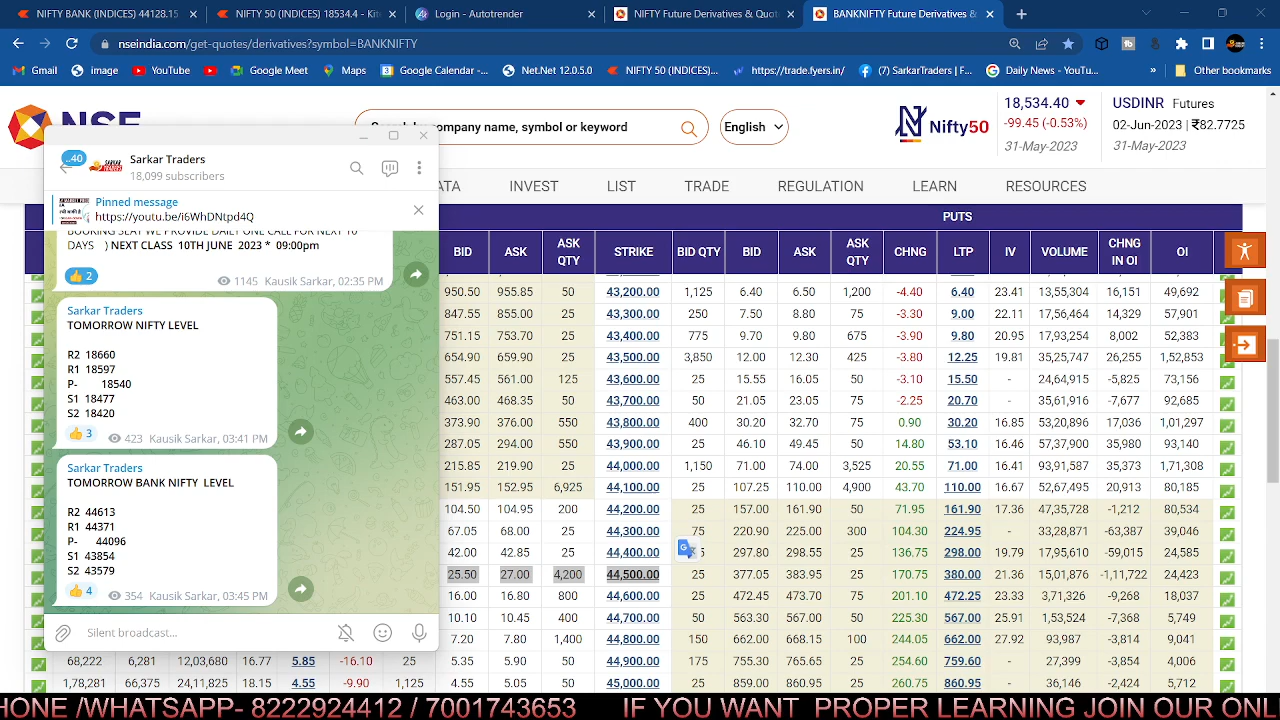 NIFTY BANK (INDICES) 44128.15
NIFTY 50 (INDICES) 18534.4 - Kite
Login - Autotrender
NIFTY Future Derivatives & Quot
BANKNIFTY Future Derivatives &
nseindia.com/get-quotes/derivatives?symbol=BANKNIFTY
Gmail image YouTube Google Meet Maps Google Calendar -... NetNet 12.0.5.0 NIFTY 50 (INDICES)... https://trade.fyers.in/ (7) SarkarTraders | F... Daily News - YouTu... » Other bookmarks
NSE
company name, symbol or keyword
English
Nifty50
18,534.40
-99.45 (-0.53%)
31-May-2023
USDINR Futures
02-Jun-2023 | ₹82.7725
31-May-2023
INVEST LIST TRADE REGULATION LEARN RESOURCES
..40
Sarkar Traders
18,099 subscribers
Pinned message
https://youtu.be/i6WhDNtpd4Q
BOOKING SEAT WE PROVIDE DAILY ONE CALL FOR NEXT 10
DAYS ) NEXT CLASS 10TH JUNE 2023 * 09:00pm
2 1145 Kausik Sarkar, 02:35 PM
Sarkar Traders
TOMORROW NIFTY LEVEL
R2 18660
R1 18597
P- 18540
S1 18477
S2 18420
3 423 Kausik Sarkar, 03:41 PM
Sarkar Traders
TOMORROW BANK NIFTY LEVEL
R2 44613
R1 44371
P- 44096
S1 43854
S2 43579
4 354 Kausik Sarkar, 03:45 PM
Silent broadcast...
PUTS
BID ASK ASK QTY STRIKE BID QTY BID ASK ASK QTY CHNG LTP IV VOLUME CHNG IN OI OI
950.50 955.85 50 43,200.00 1,125 6.40 6.50 1,200 -4.40 6.40 23.41 13,55,304 16,151 49,692
847.55 855.00 25 43,300.00 250 7.50 8.90 75 -3.30 9.00 22.11 17,56,464 14,329 57,901
751.15 753.15 25 43,400.00 775 9.70 9.80 675 -3.90 9.80 20.95 17,93,254 8,002 52,383
654.90 659.90 25 43,500.00 3,850 12.00 12.30 425 -3.80 12.25 19.81 35,25,747 26,255 1,52,853
557.45 561.00 125 43,600.00 25 15.55 16.05 50 -3.10 15.50 - 24,64,915 -5,825 73,156
463.00 468.35 50 43,700.00 25 21.05 23.05 75 -2.25 20.70 - 35,61,916 -7,677 92,685
373.90 376.00 550 43,800.00 400 30.20 32.70 75 0.90 30.20 16.85 53,20,896 17,036 1,01,297
287.05 294.00 550 43,900.00 25 46.10 49.45 50 14.80 53.10 16.46 57,37,900 35,980 93,140
215.85 219.90 25 44,000.00 1,150 71.00 74.00 3,525 20.55 71.00 16.41 93,91,587 35,373 1,71,308
151.95 152.95 6,925 44,100.00 25 107.25 110.00 4,900 43.70 110.00 16.67 52,67,495 20,913 80,185
104.50 104.95 200 44,200.00 25 157.00 161.90 50 71.95 161.90 17.36 47,35,728 -1,212 80,534
67.05 68.00 25 44,300.00 75 220.90 225.00 300 104.30 224.95 - 33,28,871 -63,387 39,046
42.00 42.85 25 44,400.00 297.80 298.55 25 136.75 298.00 19.79 17,95,610 -59,015 24,585
25.50 27.00 4,200 44,500.00 25 377.05 383.95 25 170.75 380.00 21.36 15,01,876 -1,11,722 24,423
16.00 16.80 800 44,600.00 25 472.45 473.70 75 201.10 472.25 23.33 3,71,326 -9,268 18,037
10.10 10.45 400 44,700.00 50 563.30 567.00 50 225.30 567.00 25.91 1,53,524 -7,368 5,749
7.20 7.80 1,400 44,800.00 150 662.00 668.15 100 244.05 662.00 27.92 93,987 -3,814 9,041
68,222 6,281 12,03,680 16.77 5.85 -16.10 25 5.35 5.90 50 44,900.00 175 755.30 765.65 25 254.60 759.60 - 27,399 -3,854 4,006
1,78,281 66,375 24,11,825 18.15 4.55 -9.90 1,125 4.55 5.00 50 45,000.00 25 859.00 860.95 25 260.75 860.95 - 36,146 -2,424 5,712
HONE /WHATSAPP- 8222924412 / 7001743653 IF YOU WANT PROPER LEARNING JOIN OUR ONL